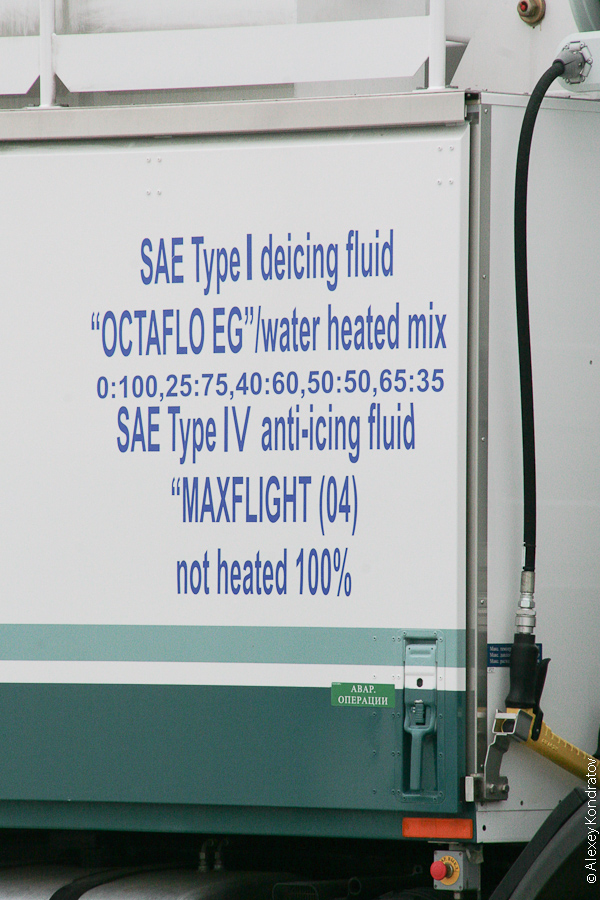 SAE Type I deicing fluid
“OCTAFLO EG”/water heated mix
0:100,25:75,40:60,50:50,65:35
SAE Type IV anti-icing fluid
“MAXFLIGHT (04)
not heated 100%
АВАР.
ОПЕРАЦИИ
© AlexeyKondratov